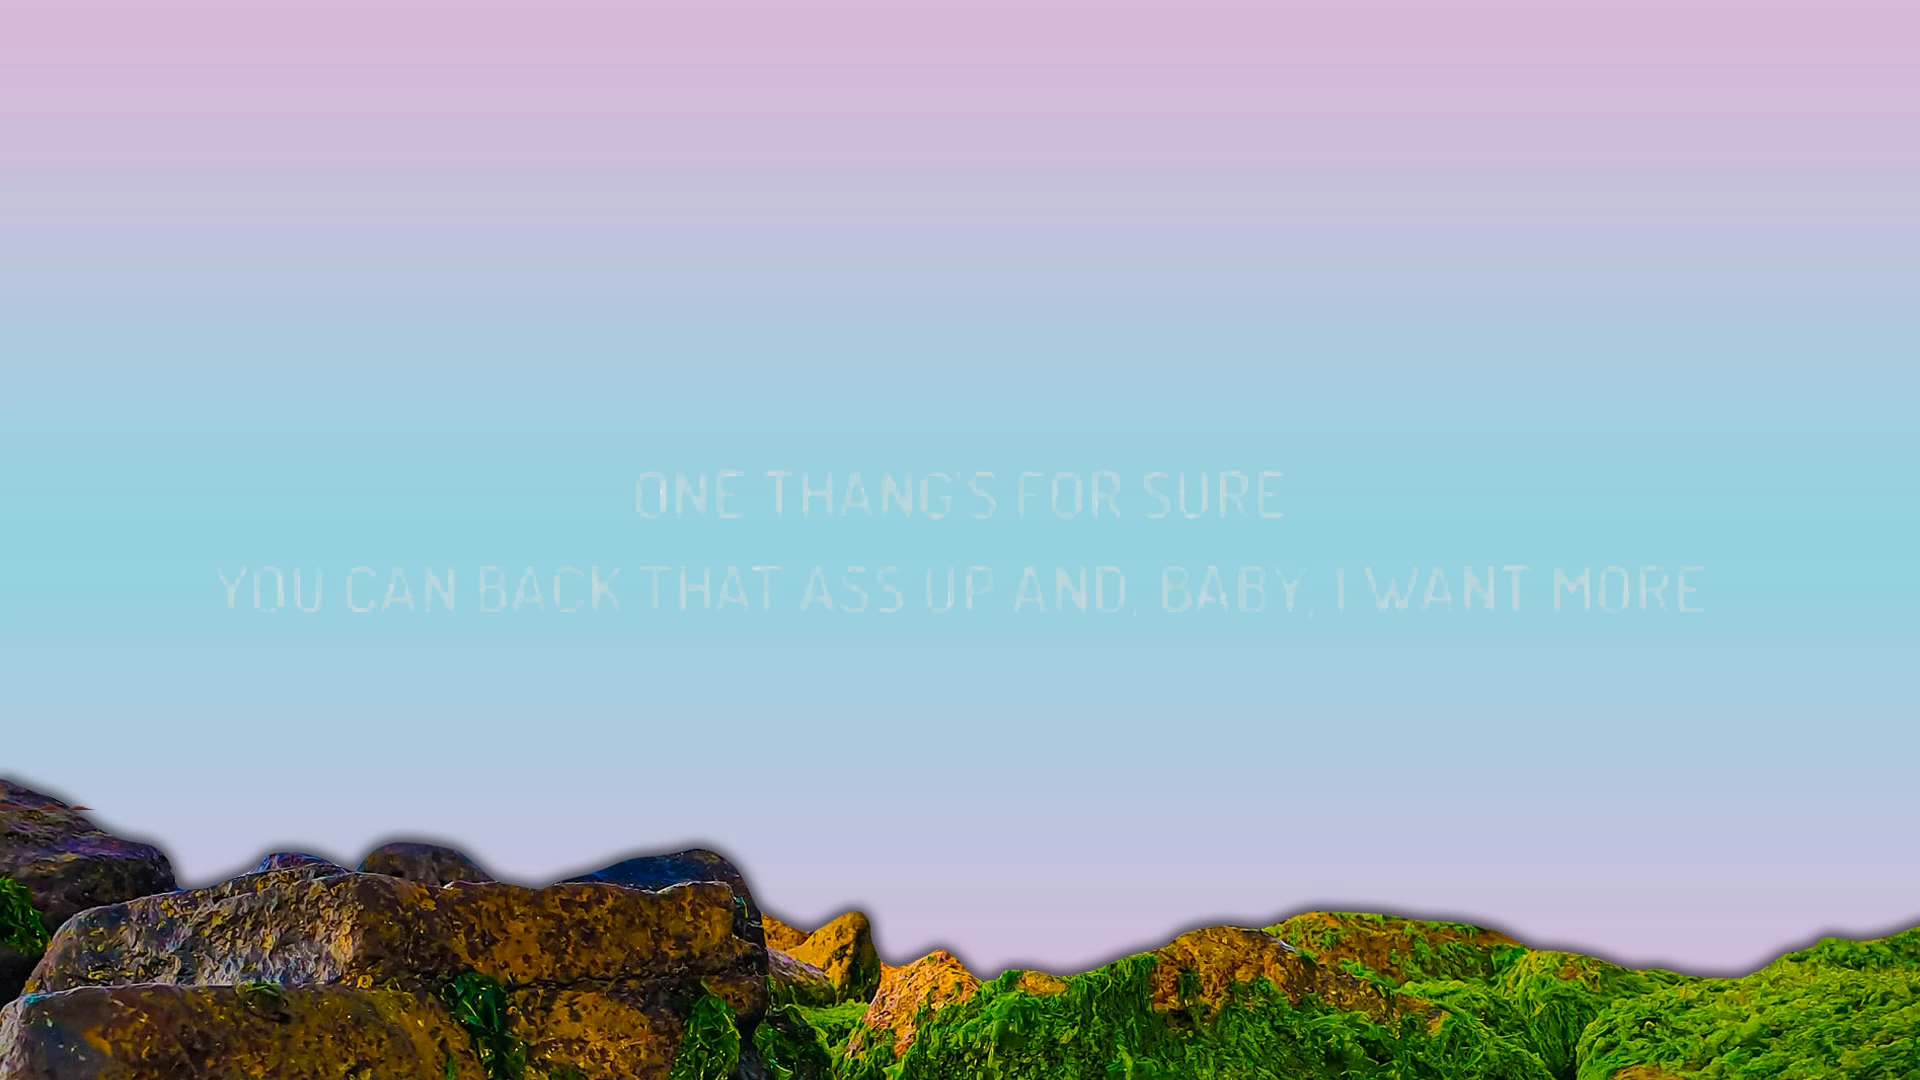 ONE THANG'S FOR SURE
YOU CAN BACK THAT ASS UP AND, BABY, I WANT MORE